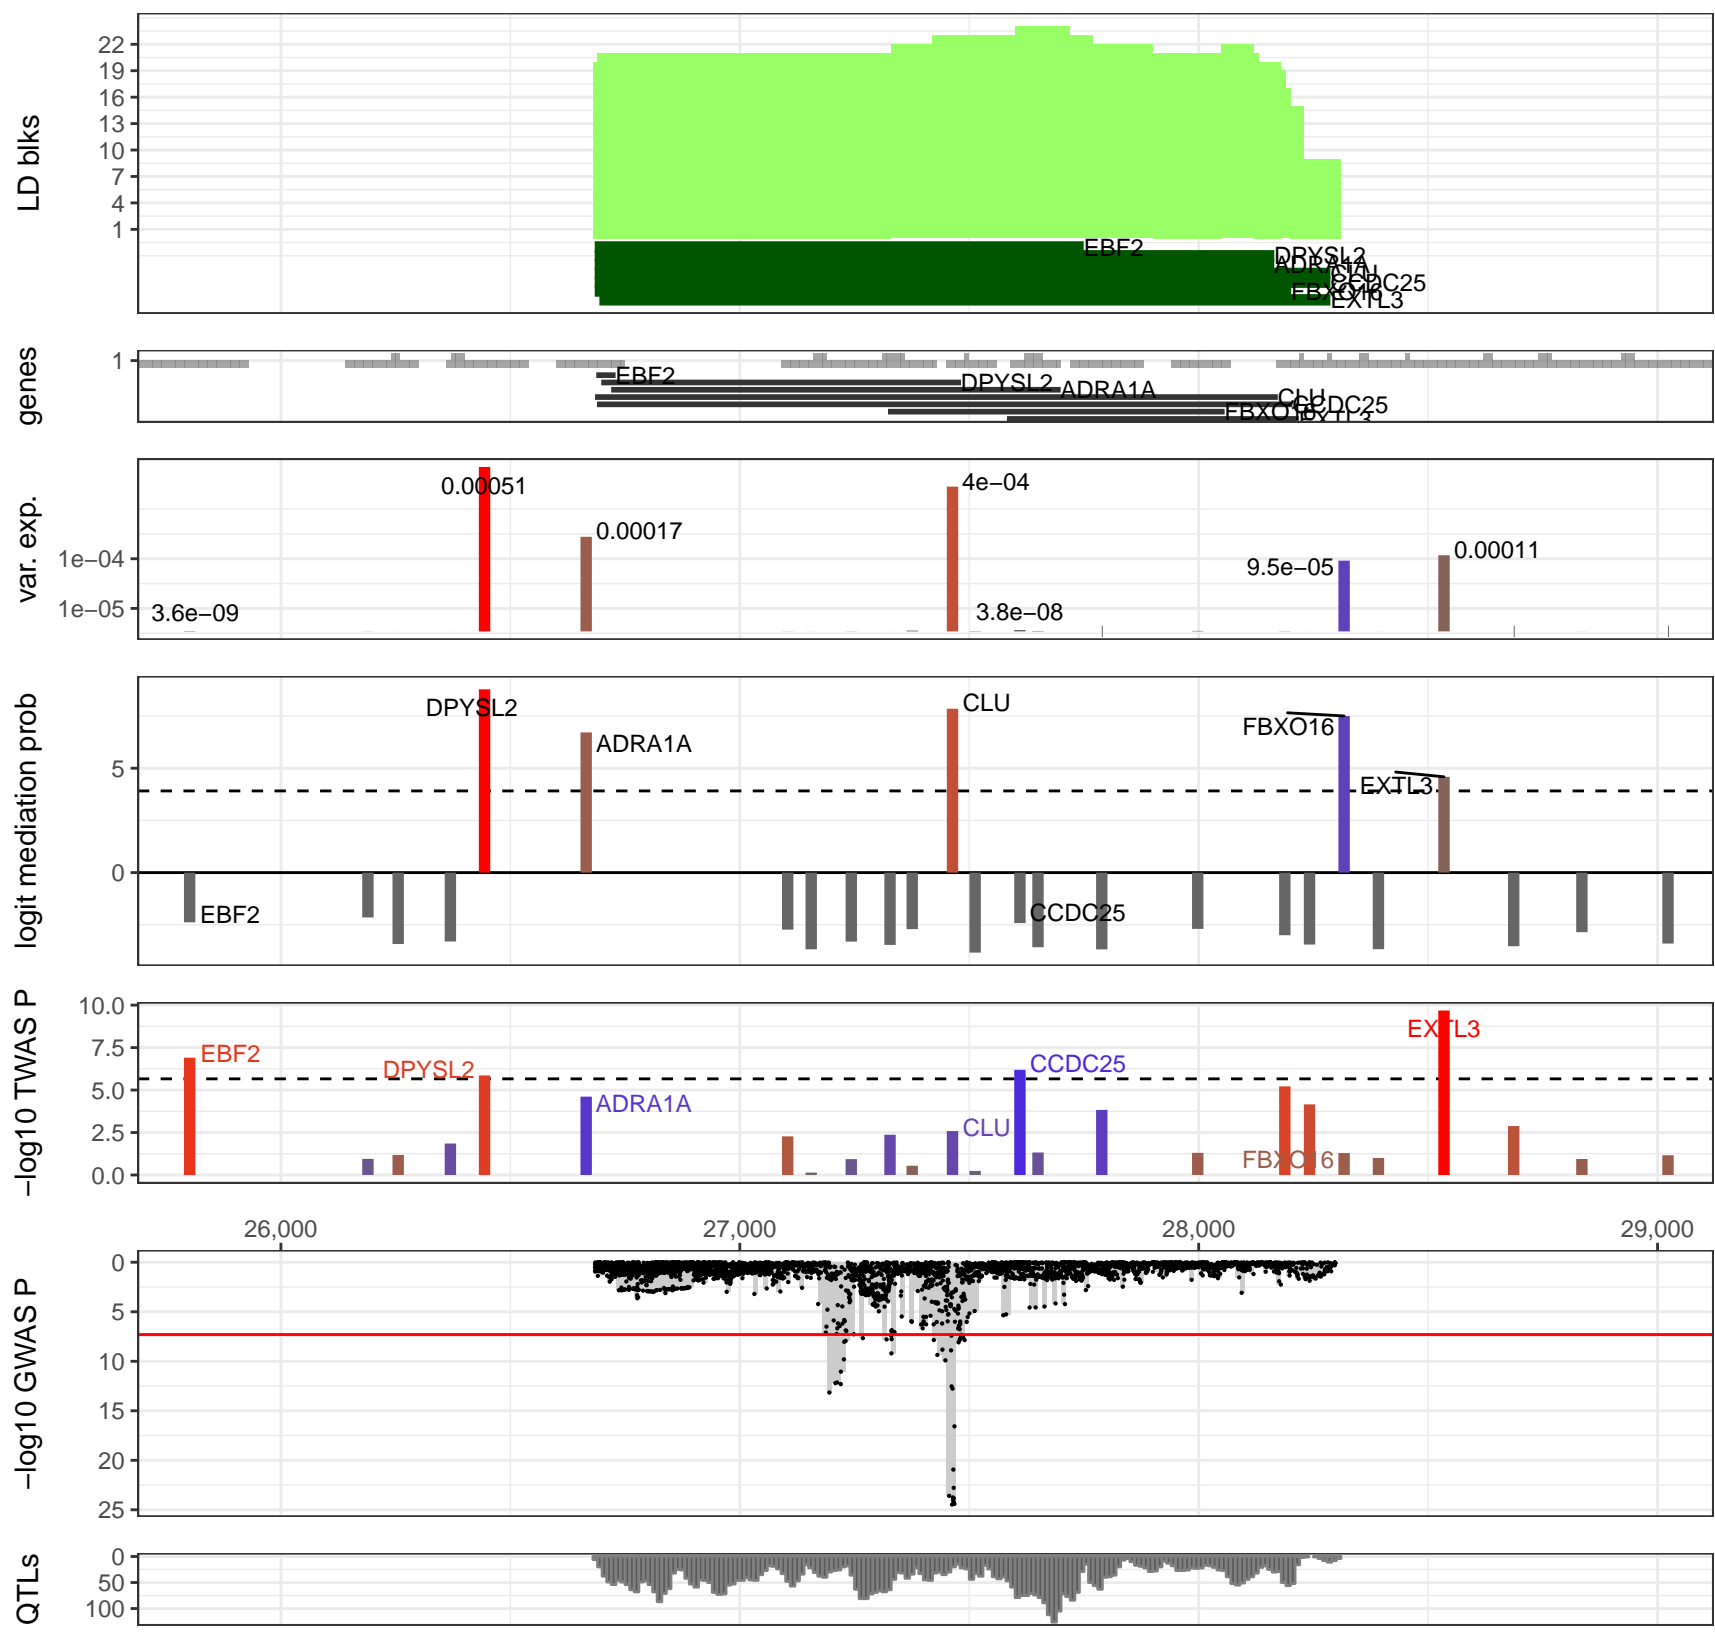 LD blks
22
19
16
13
10
7
4
1
EBF2
DPYSL2
ADRA1A
CLU
CCDC25
FBXO16
EXTL3
genes
1
EBF2
DPYSL2
ADRA1A
CLU
CCDC25
FBXO16
EXTL3
var. exp.
1e−04
1e−05
3.6e−09
0.00051
0.00017
4e−04
3.8e−08
9.5e−05
0.00011
logit mediation prob
5
0
EBF2
DPYSL2
ADRA1A
CLU
CCDC25
FBXO16
EXTL3
−log10 TWAS P
10.0
7.5
5.0
2.5
0.0
EBF2
DPYSL2
ADRA1A
CLU
CCDC25
FBXO16
EXTL3
26,000 27,000 28,000 29,000
−log10 GWAS P
0
5
10
15
20
25
QTLs
0
50
100